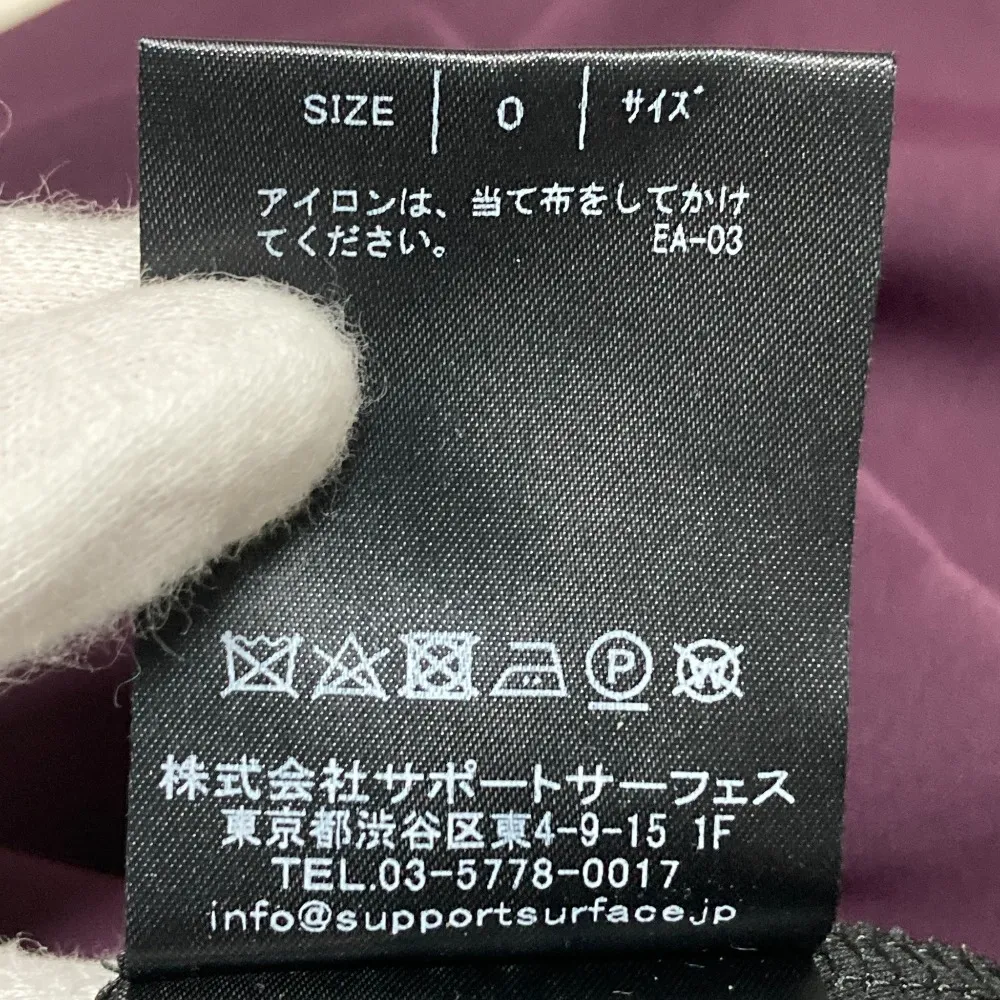 SIZE | 0 | サイズ
アイロンは、当て布をしてかけ
てください。 EA-03
P W
株式会社サポートサーフェス
東京都渋谷区東4-9-15 1F
TEL.03-5778-0017
info@supportsurface.jp